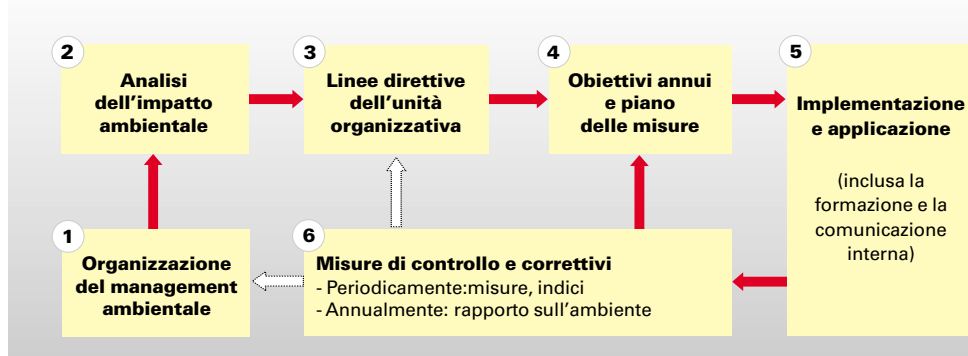 2
Analisi
dell'impatto
ambientale
3
Linee direttive
dell'unità
organizzativa
4
Obiettivi annui
e piano
delle misure
5
Implementazione
e applicazione
(inclusa la
formazione e la
comunicazione
interna)
1
Organizzazione
del management
ambientale
6
Misure di controllo e correttivi
- Periodicamente:misure, indici
- Annualmente: rapporto sull'ambiente